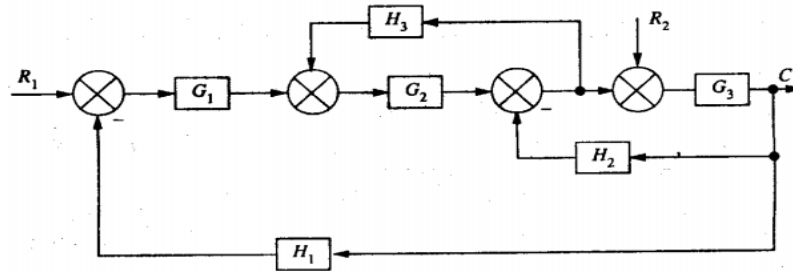 H₃
R₂
R₁
G₁
G₂
G₃
C
−
−
H₂
H₁